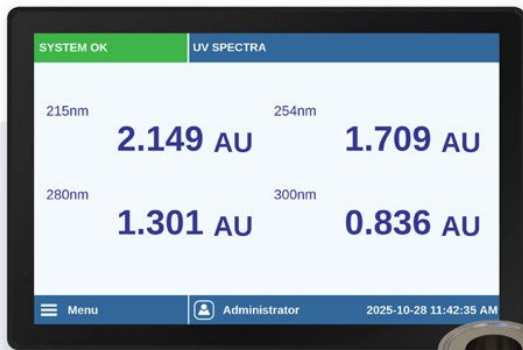 SYSTEM OK UV SPECTRA
215nm 254nm
2.149 AU 1.709 AU
280nm 300nm
1.301 AU 0.836 AU
Menu Administrator 2025-10-28 11:42:35 AM